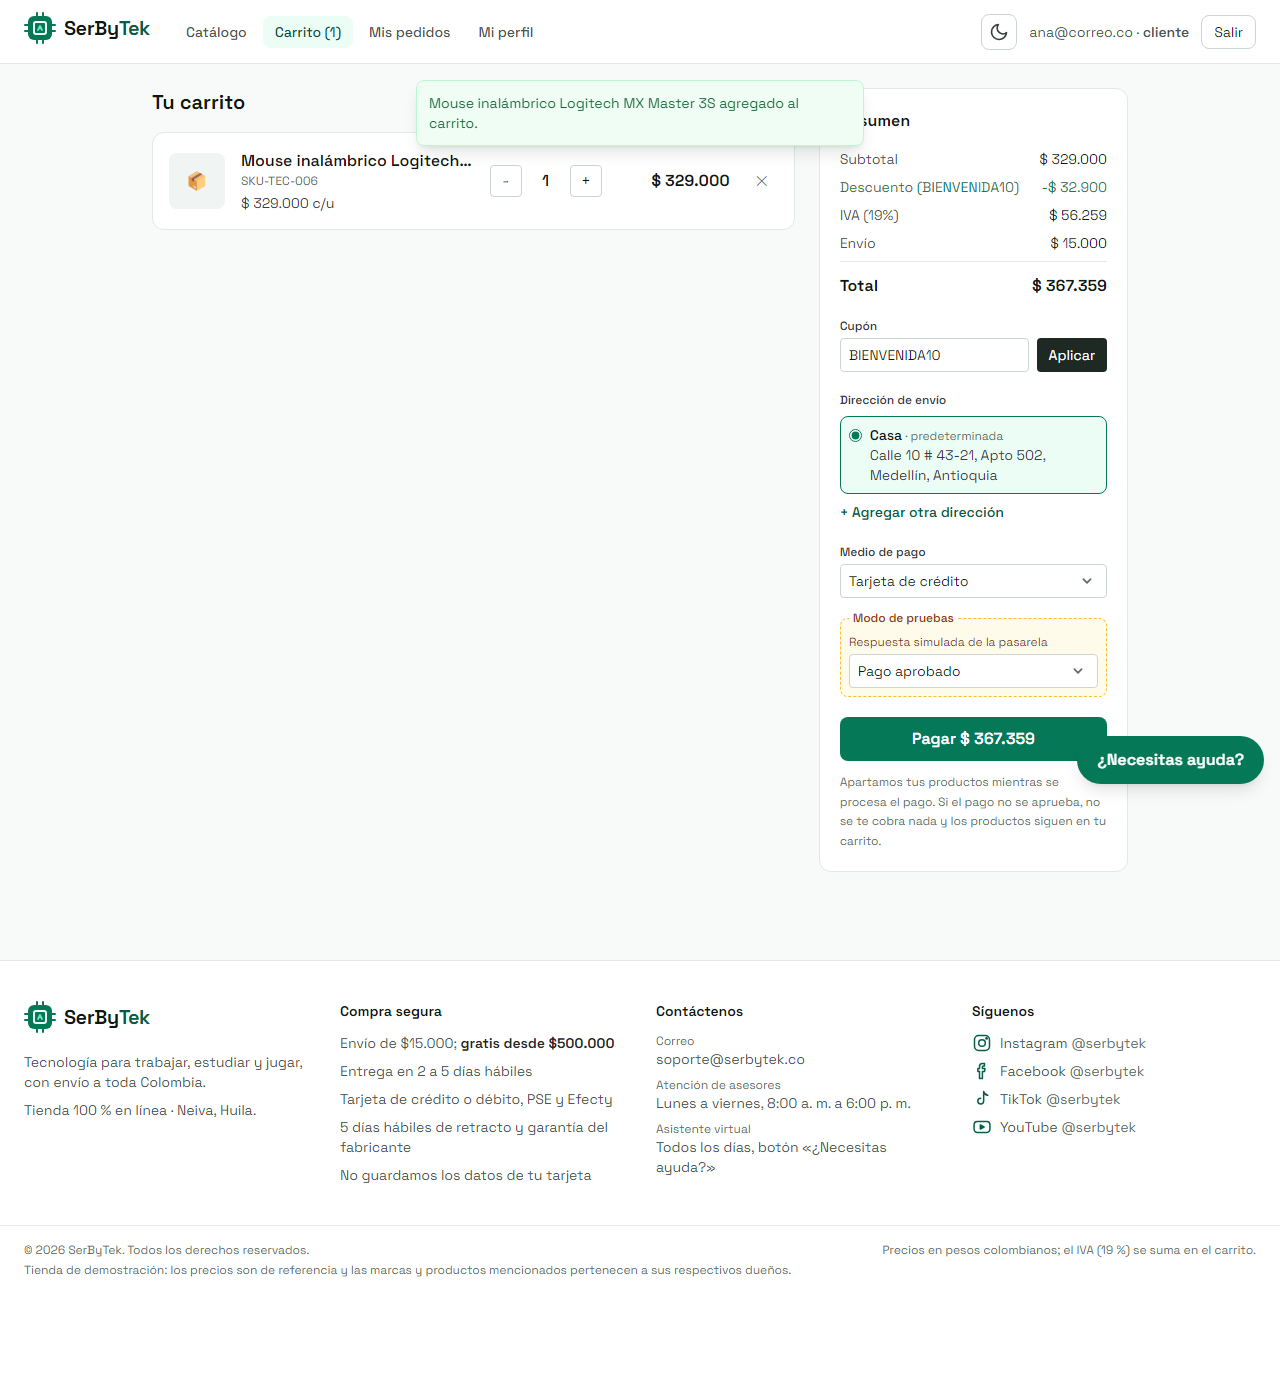 SerByTek
Catálogo
Carrito (1)
Mis pedidos
Mi perfil
ana@correo.co · cliente
Salir
Tu carrito
Mouse inalámbrico Logitech MX Master 3S agregado al
carrito.
Mouse inalámbrico Logitech...
SKU-TEC-006
$ 329.000 c/u
-
1
+
$ 329.000
Subtotal
$ 329.000
Descuento (BIENVENIDA10)
-$ 32.900
IVA (19%)
$ 56.259
Envío
$ 15.000
Total
$ 367.359
Cupón
BIENVENIDA10
Aplicar
Dirección de envío
Casa · predeterminada
Calle 10 # 43-21, Apto 502,
Medellín, Antioquia
+ Agregar otra dirección
Medio de pago
Tarjeta de crédito
Modo de pruebas
Respuesta simulada de la pasarela
Pago aprobado
Pagar $ 367.359
¿Necesitas ayuda?
Apartamos tus productos mientras se
procesa el pago. Si el pago no se aprueba, no
se te cobra nada y los productos siguen en tu
carrito.
SerByTek
Tecnología para trabajar, estudiar y jugar,
con envío a toda Colombia.
Tienda 100 % en línea · Neiva, Huila.
Compra segura
Envío de $15.000; gratis desde $500.000
Entrega en 2 a 5 días hábiles
Tarjeta de crédito o débito, PSE y Efecty
5 días hábiles de retracto y garantía del
fabricante
No guardamos los datos de tu tarjeta
Contáctenos
Correo
soporte@serbytek.co
Atención de asesores
Lunes a viernes, 8:00 a. m. a 6:00 p. m.
Asistente virtual
Todos los días, botón «¿Necesitas
ayuda?»
Síguenos
Instagram @serbytek
Facebook @serbytek
TikTok @serbytek
YouTube @serbytek
© 2026 SerByTek. Todos los derechos reservados.
Precios en pesos colombianos; el IVA (19 %) se suma en el carrito.
Tienda de demostración: los precios son de referencia y las marcas y productos mencionados pertenecen a sus respectivos dueños.